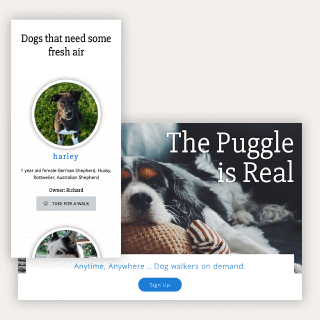 Dogs that need some
fresh air
harley
1 year old female German Shepherd, Husky,
Rottweiler, Australian Shepherd
Owner: Richard
TAKE FOR A WALK
The Puggle
is Real
Anytime, Anywhere .. Dog walkers on demand.
Sign Up